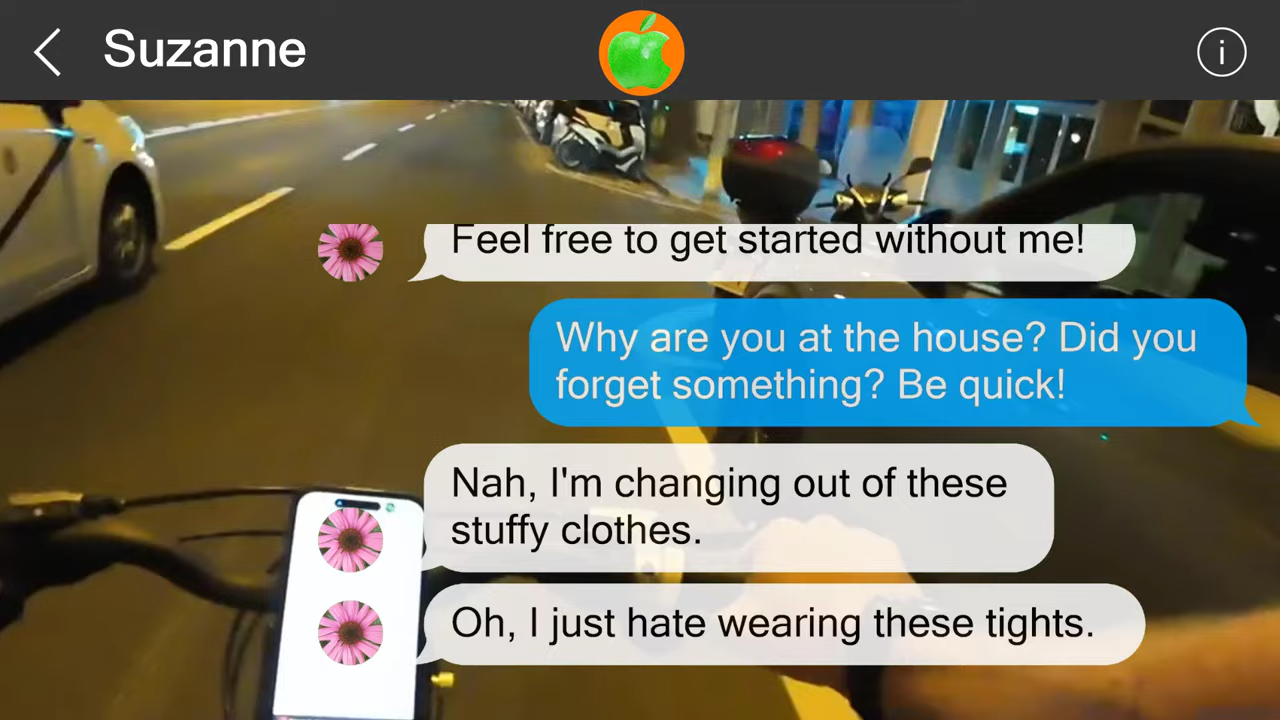 Suzanne
Feel free to get started without me!
Why are you at the house? Did you
forget something? Be quick!
Nah, I'm changing out of these
stuffy clothes.
Oh, I just hate wearing these tights.